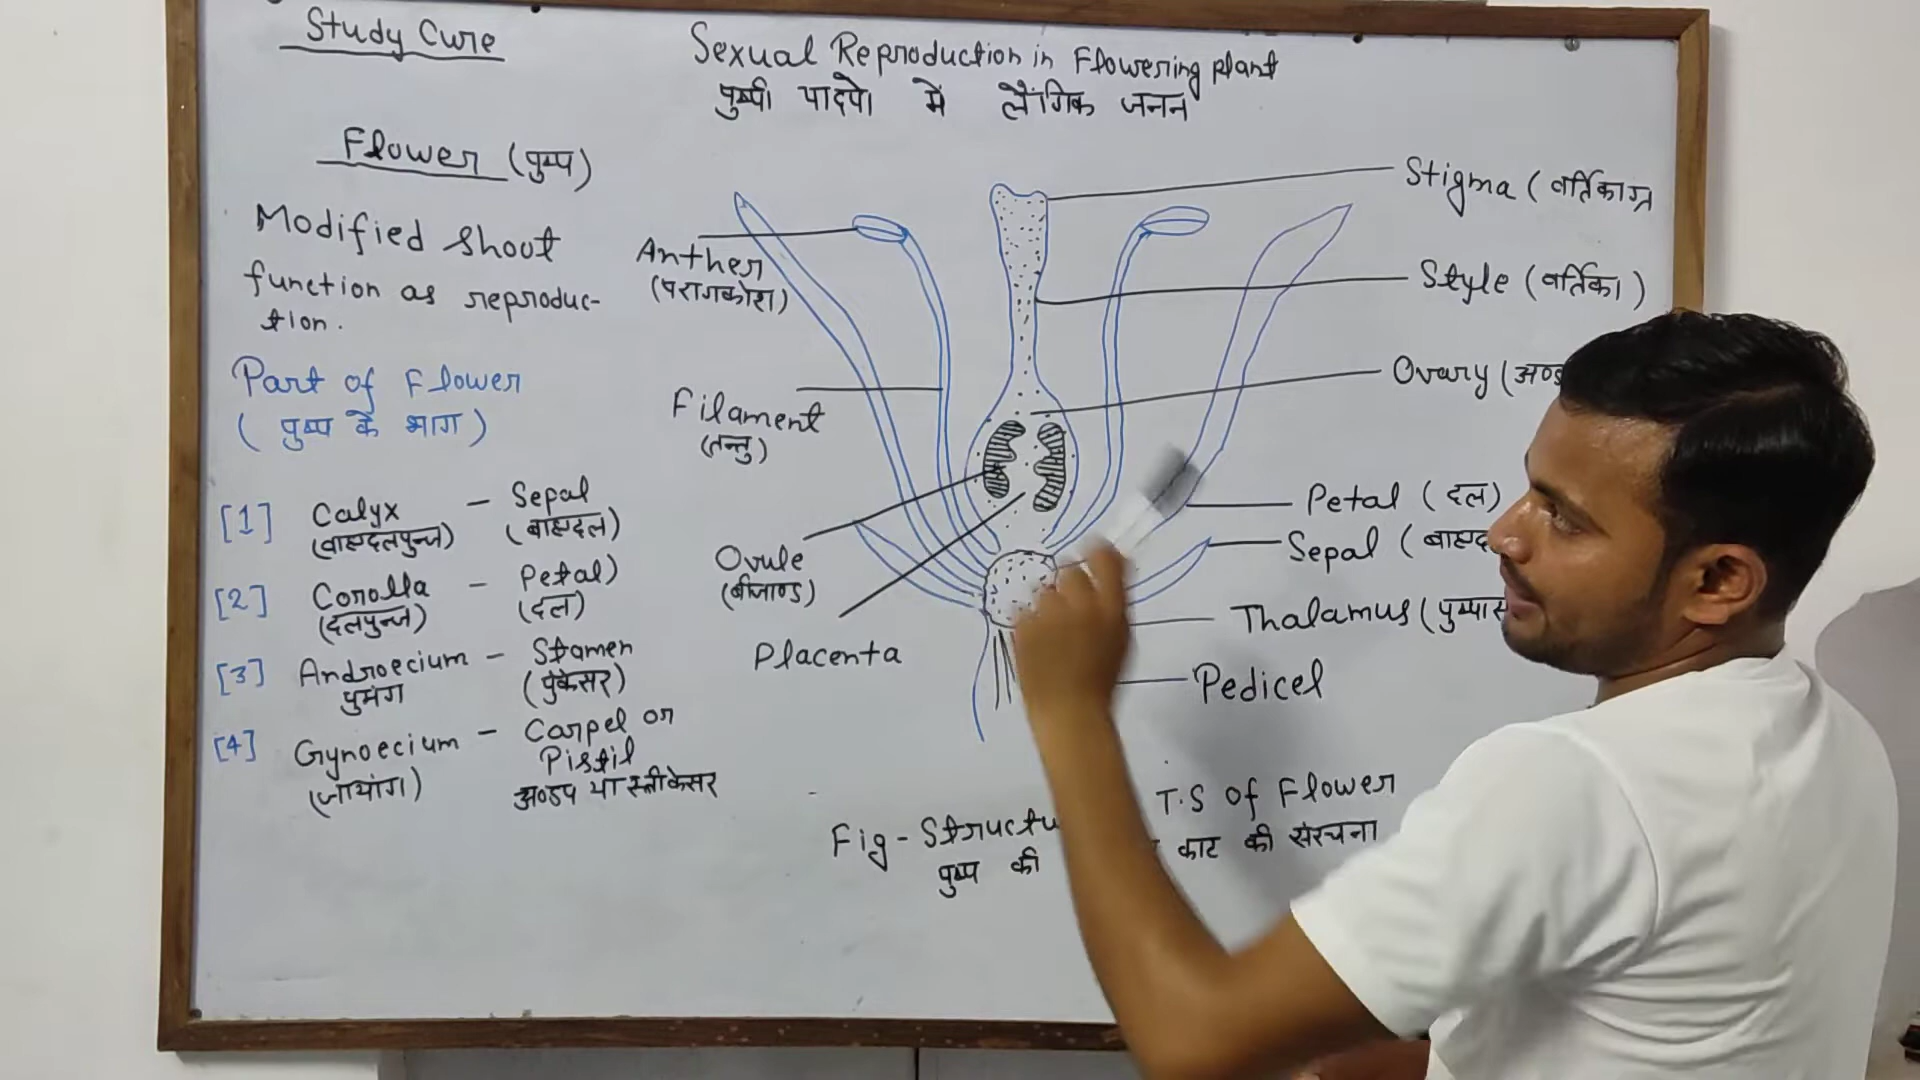 Study Cure
Sexual Reproduction in Flowering plant
पुष्पी पादपो में लैंगिक जनन
Flower (पुष्प)
Modified shoot
function as reproduc-
tion.
Part of Flower
(पुष्प के भाग)
[1] Calyx - Sepal
(बाह्यदलपुन्ज) (बाह्यदल)
[2] Corolla - Petal)
(दलपुन्ज) (दल)
[3] Androecium - Stamen
पुमंग (पुंकेसर)
[4] Gynoecium - Carpel or
Pistil
(जायांग) अण्डप या स्त्रीकेसर
Anther
(परागकोश)
Filament
(तन्तु)
Ovule
(बीजाण्ड)
Placenta
Stigma (वर्तिकाग्र
Style (वर्तिका)
Ovary (अण्ड
Petal (दल)
Sepal (बाह्यद
Thalamus (पुष्पास
Pedicel
Fig - Structu T.S of Flower
पुष्प की काट की संरचना